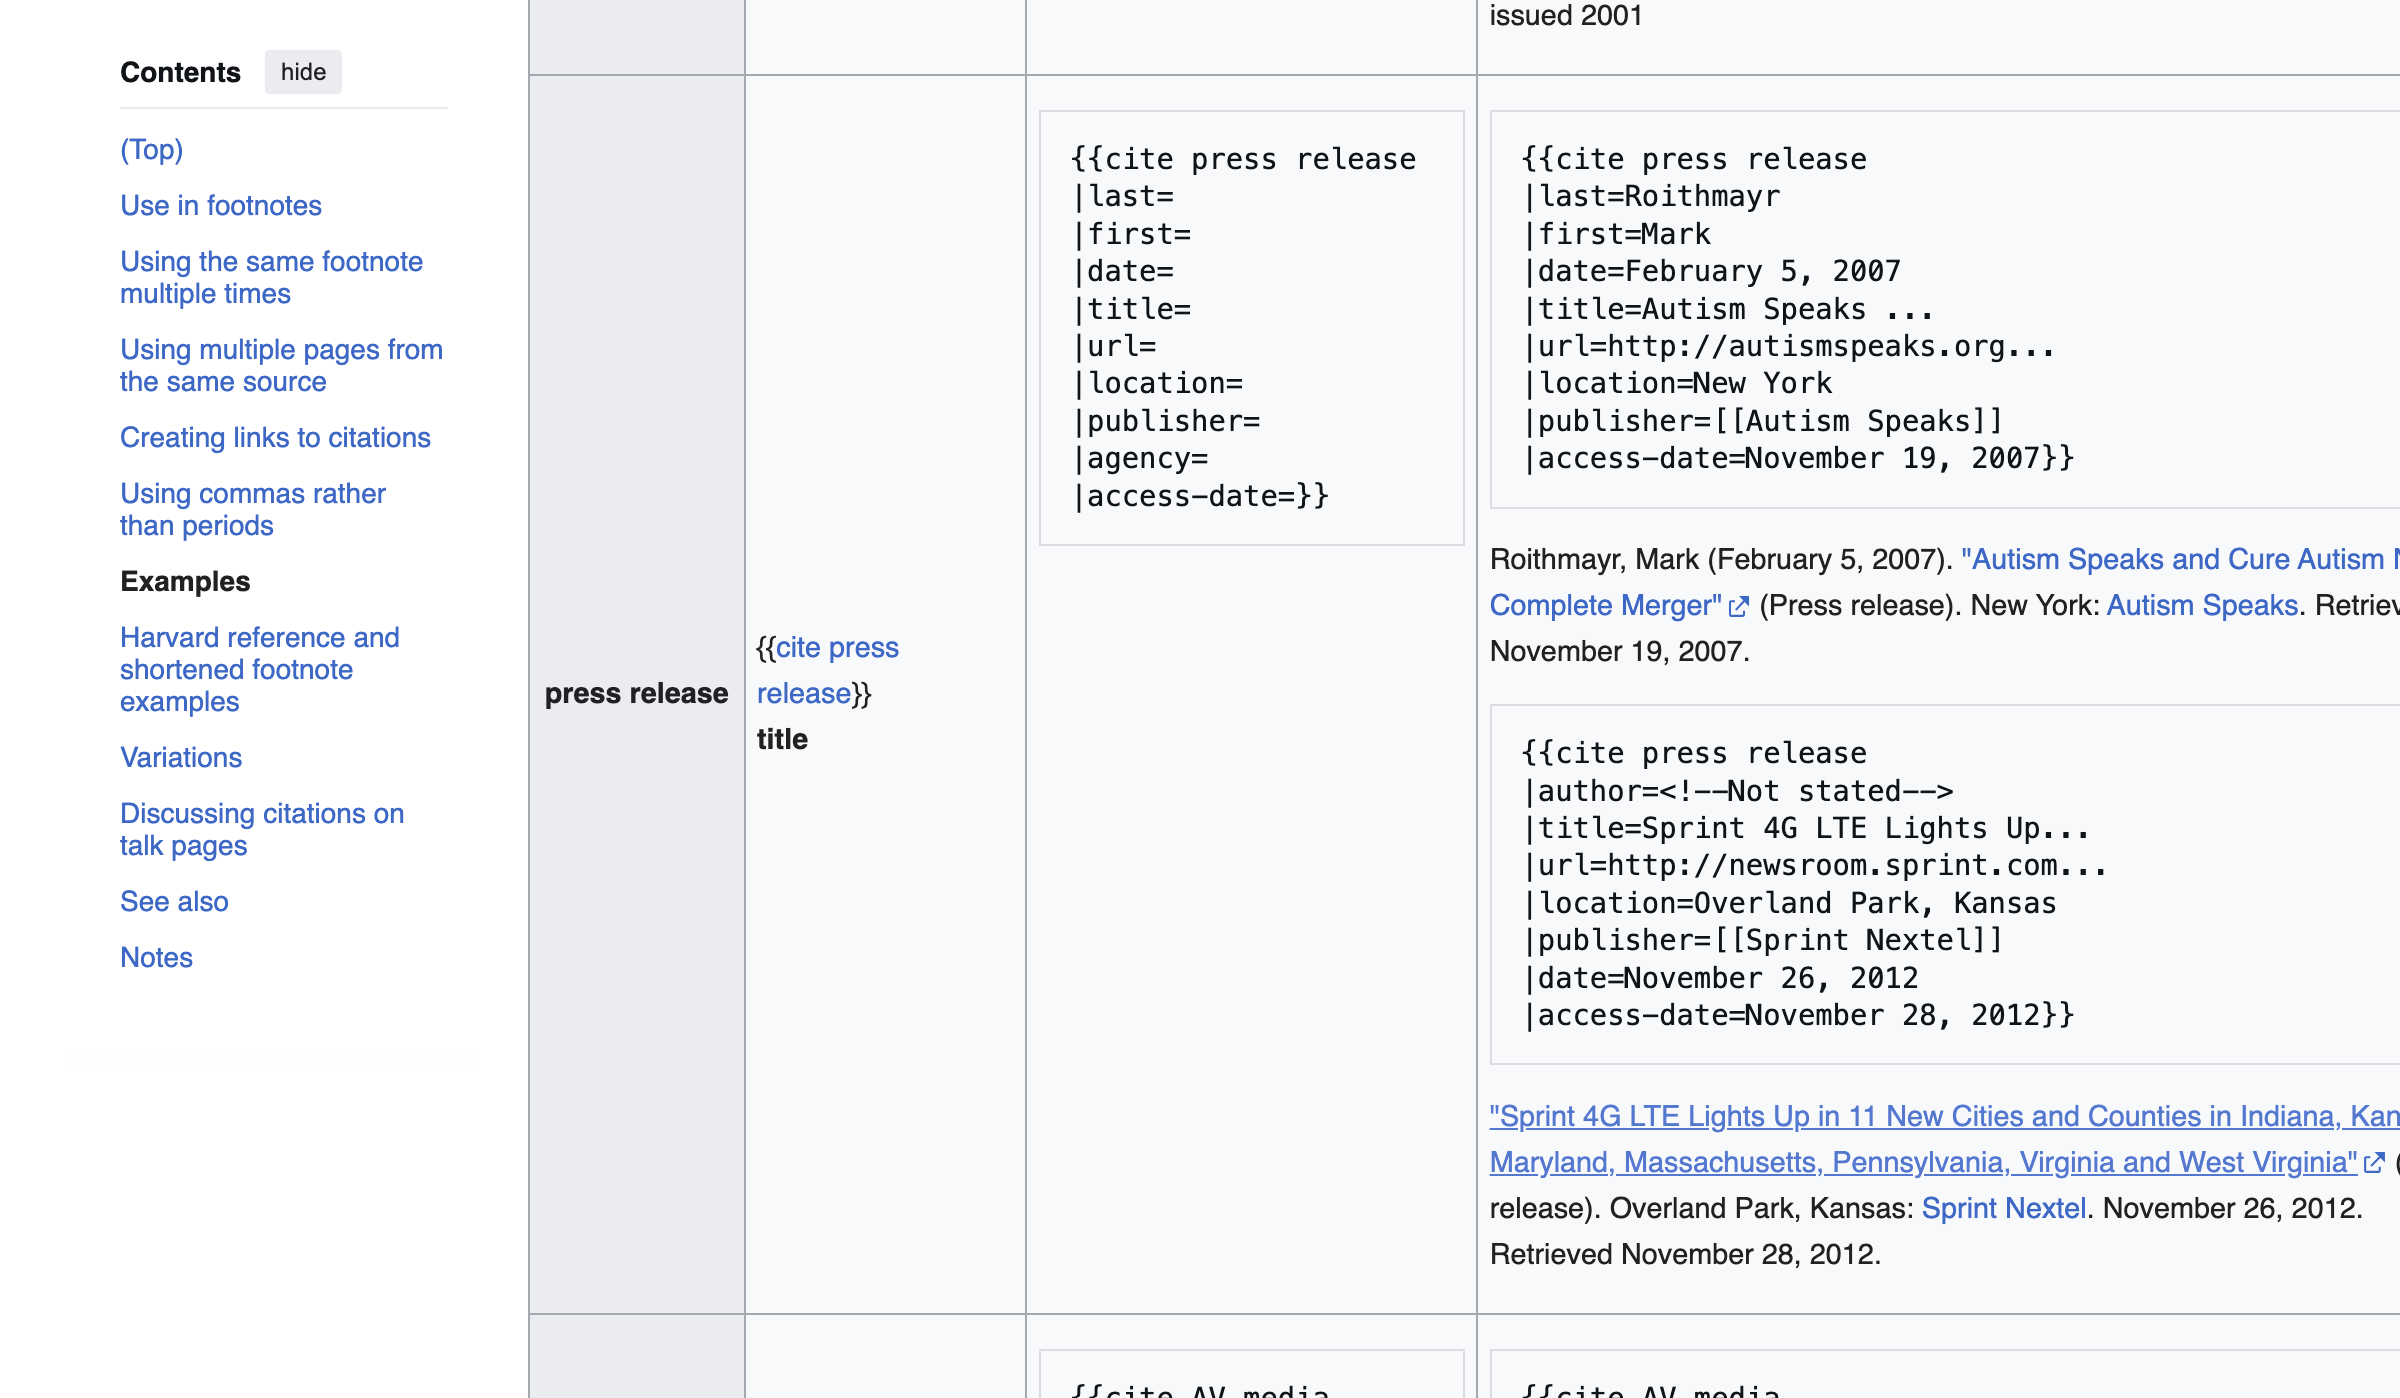 Contents hide
(Top)
Use in footnotes
Using the same footnote
multiple times
Using multiple pages from
the same source
Creating links to citations
Using commas rather
than periods
Examples
Harvard reference and
shortened footnote
examples
Variations
Discussing citations on
talk pages
See also
Notes
issued 2001
press release
{{cite press
release}}
title
{{cite press release
|last=
|first=
|date=
|title=
|url=
|location=
|publisher=
|agency=
|access-date=}}
{{cite press release
|last=Roithmayr
|first=Mark
|date=February 5, 2007
|title=Autism Speaks ...
|url=http://autismspeaks.org...
|location=New York
|publisher=[[Autism Speaks]]
|access-date=November 19, 2007}}
Roithmayr, Mark (February 5, 2007). "Autism Speaks and Cure Autism
Complete Merger" (Press release). New York: Autism Speaks. Retriev
November 19, 2007.
{{cite press release
|author=<!--Not stated-->
|title=Sprint 4G LTE Lights Up...
|url=http://newsroom.sprint.com...
|location=Overland Park, Kansas
|publisher=[[Sprint Nextel]]
|date=November 26, 2012
|access-date=November 28, 2012}}
"Sprint 4G LTE Lights Up in 11 New Cities and Counties in Indiana, Kan
Maryland, Massachusetts, Pennsylvania, Virginia and West Virginia" (
release). Overland Park, Kansas: Sprint Nextel. November 26, 2012.
Retrieved November 28, 2012.
{{cite AV media
{{cite AV media